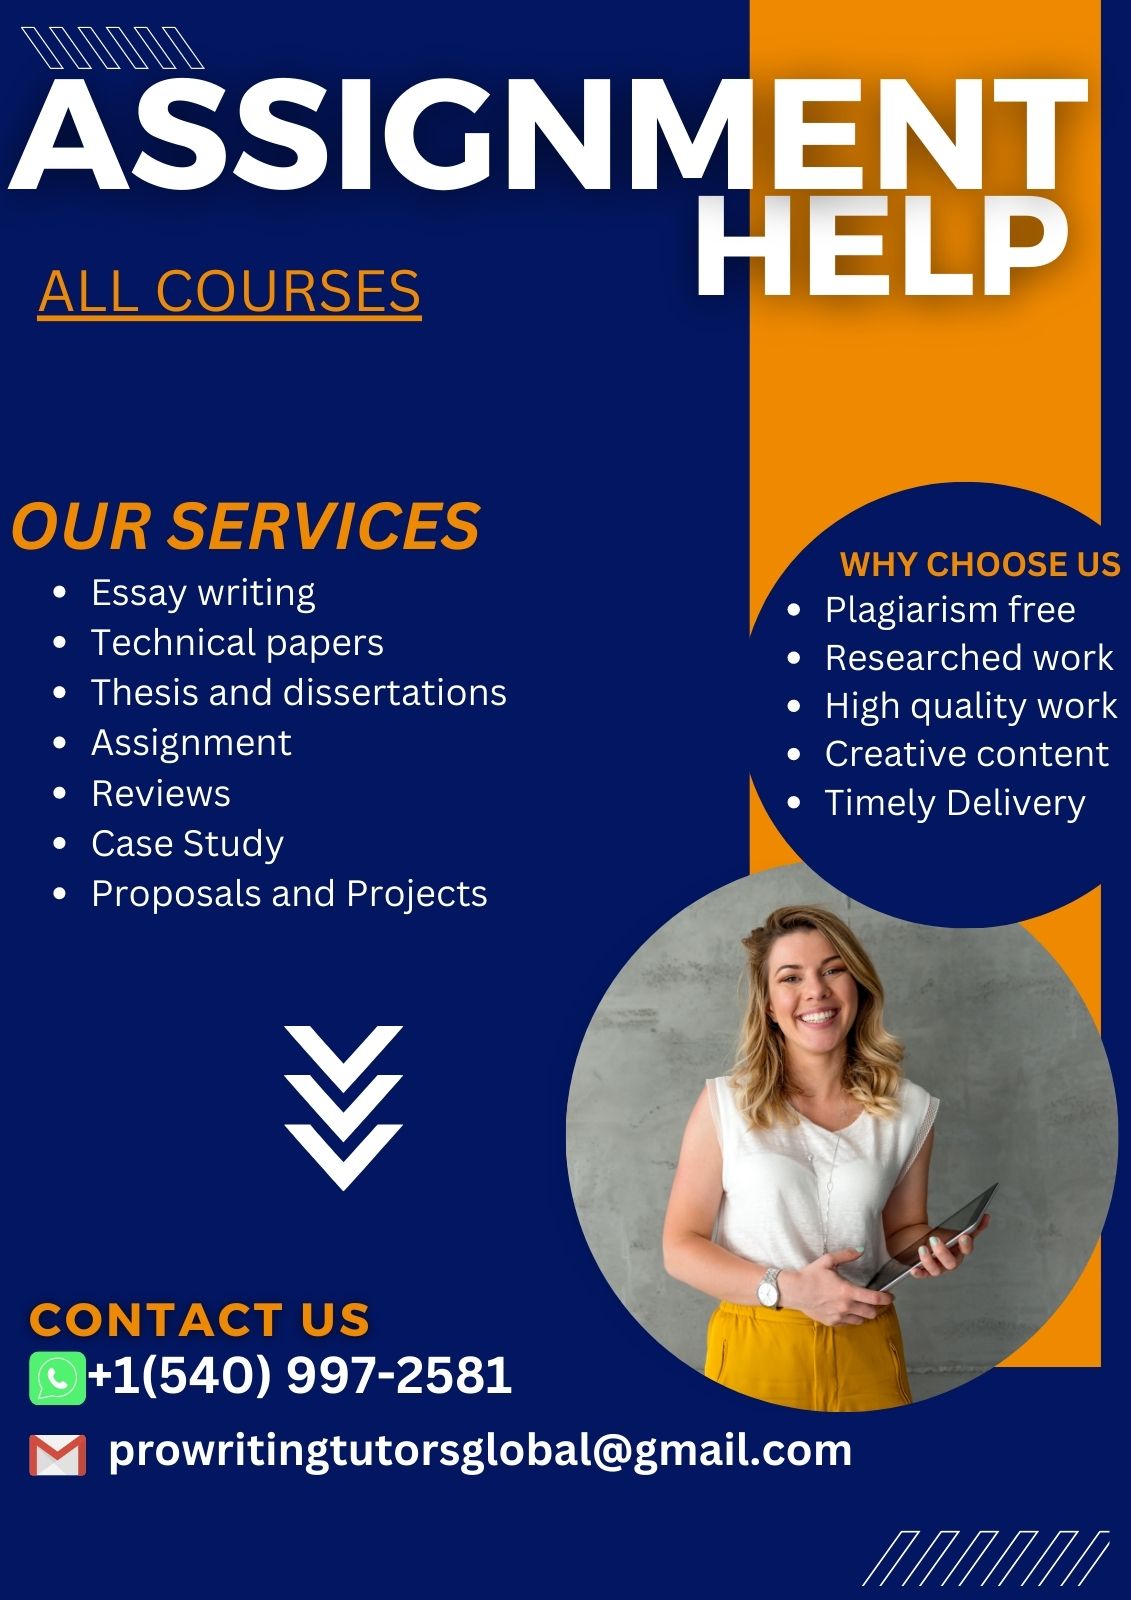 ASSIGNMENT
HELP
ALL COURSES
OUR SERVICES
• Essay writing
• Technical papers
• Thesis and dissertations
• Assignment
• Reviews
• Case Study
• Proposals and Projects
WHY CHOOSE US
• Plagiarism free
• Researched work
• High quality work
• Creative content
• Timely Delivery
CONTACT US
+1(540) 997-2581
prowritingtutorsglobal@gmail.com